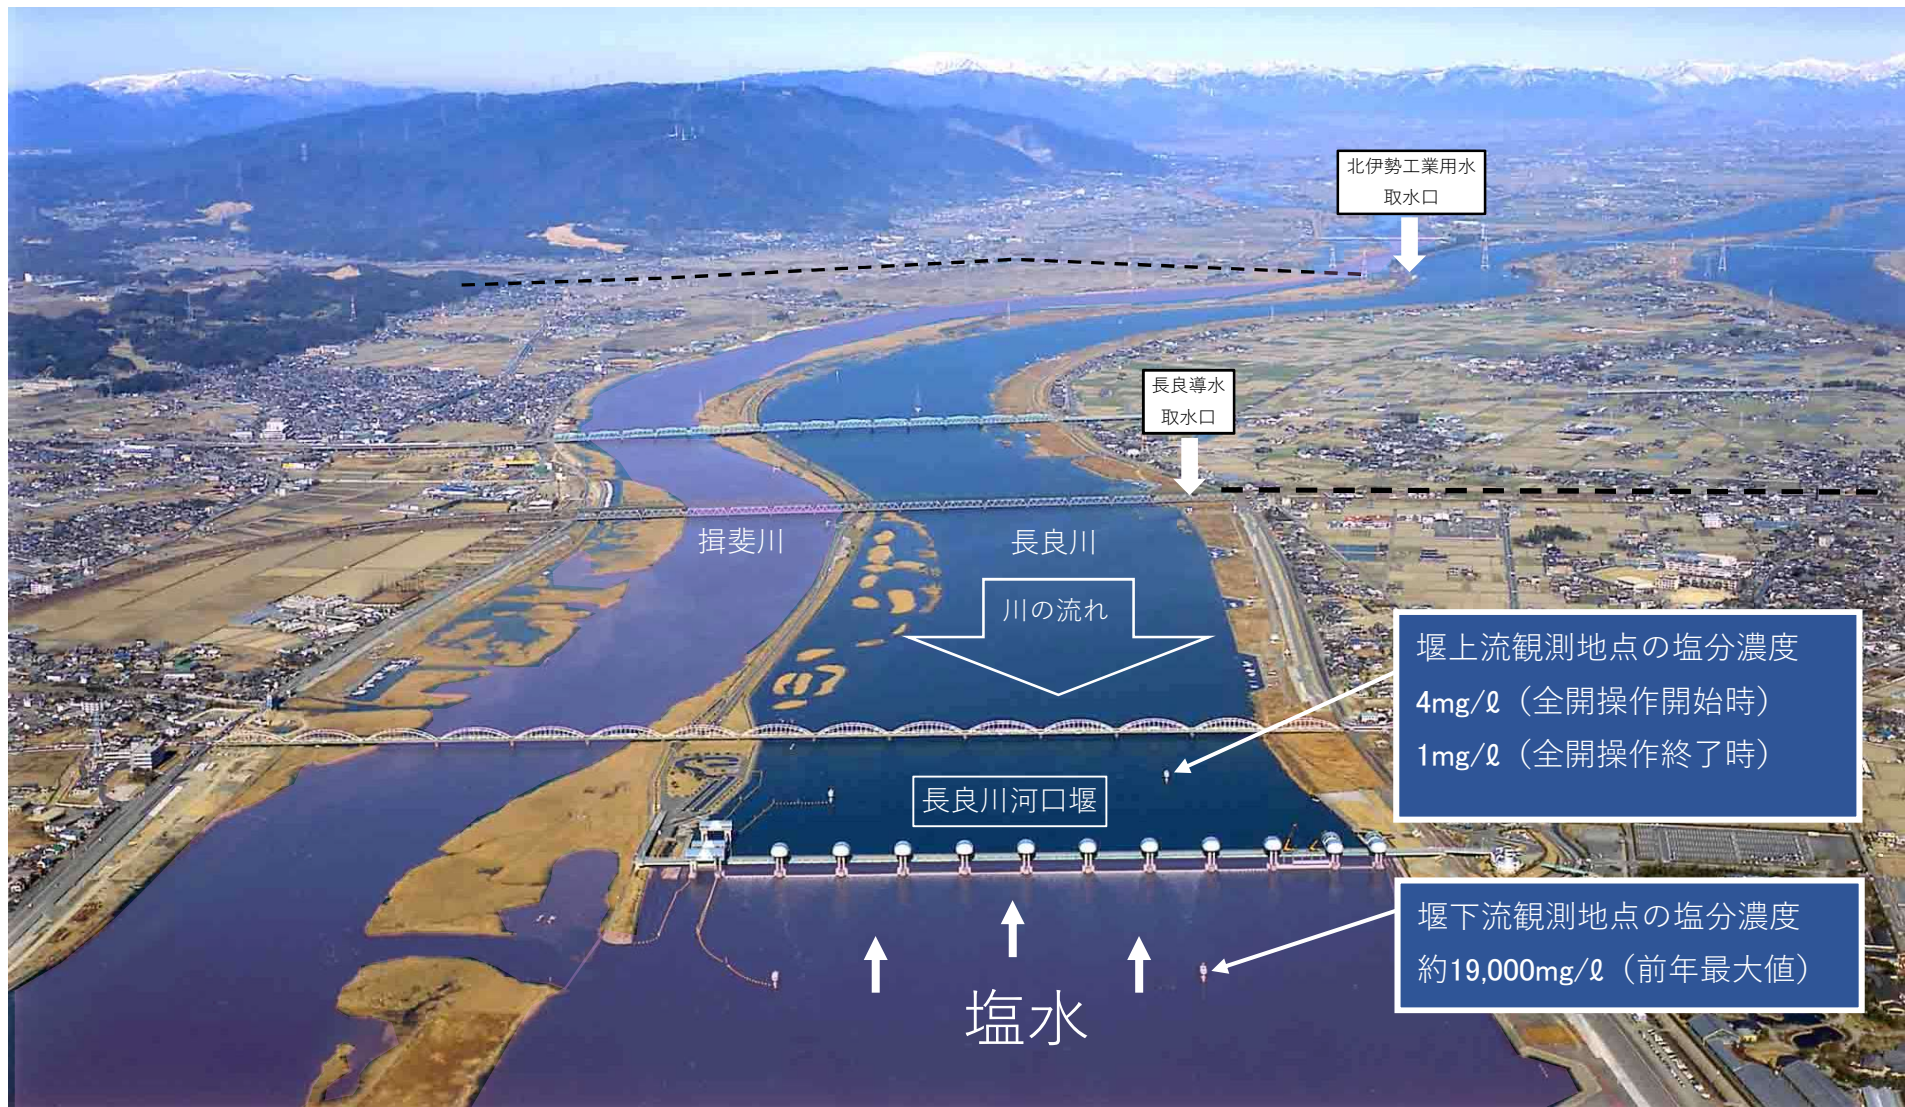 北伊勢工業用水
取水口
長良導水
取水口
揖斐川
長良川
川の流れ
堰上流観測地点の塩分濃度
4mg/ℓ（全開操作開始時）
1mg/ℓ（全開操作終了時）
長良川河口堰
堰下流観測地点の塩分濃度
約19,000mg/ℓ（前年最大値）
塩水